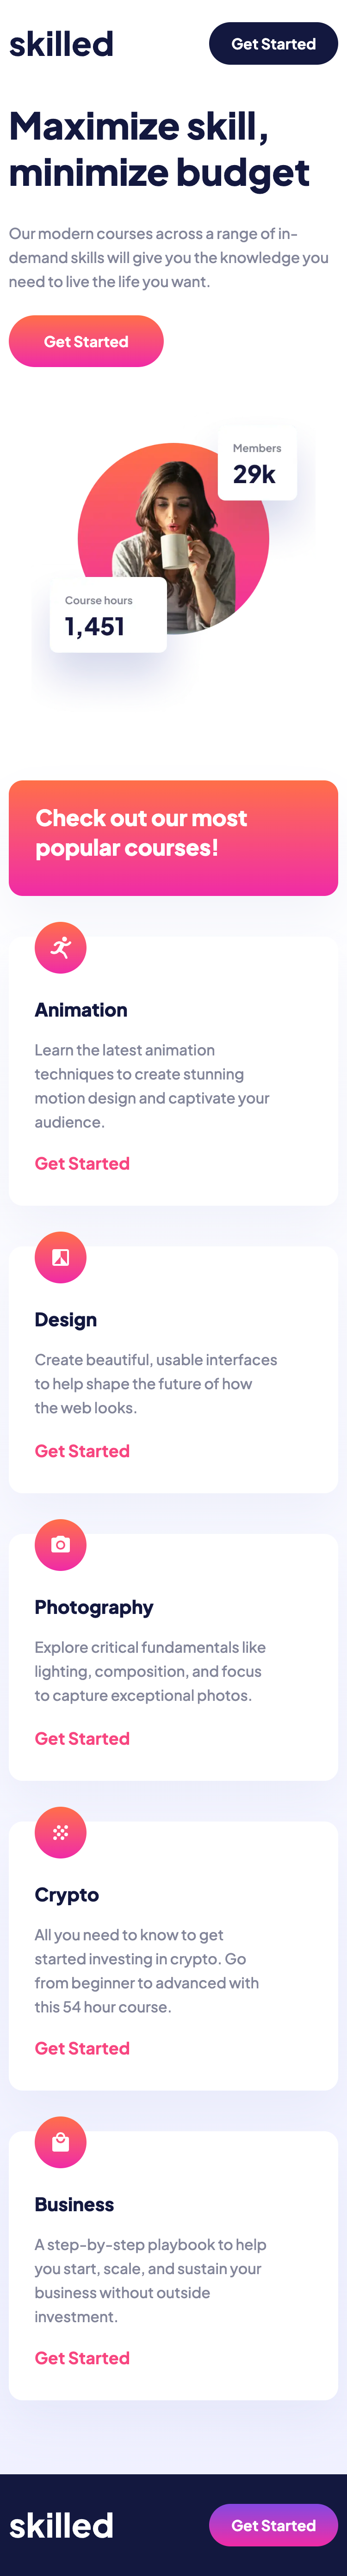 skilled
Get Started
Maximize skill,
minimize budget
Our modern courses across a range of in-
demand skills will give you the knowledge you
need to live the life you want.
Get Started
Members
29k
Course hours
1,451
Check out our most
popular courses!
Animation
Learn the latest animation
techniques to create stunning
motion design and captivate your
audience.
Get Started
Design
Create beautiful, usable interfaces
to help shape the future of how
the web looks.
Get Started
Photography
Explore critical fundamentals like
lighting, composition, and focus
to capture exceptional photos.
Get Started
Crypto
All you need to know to get
started investing in crypto. Go
from beginner to advanced with
this 54 hour course.
Get Started
Business
A step-by-step playbook to help
you start, scale, and sustain your
business without outside
investment.
Get Started
skilled
Get Started